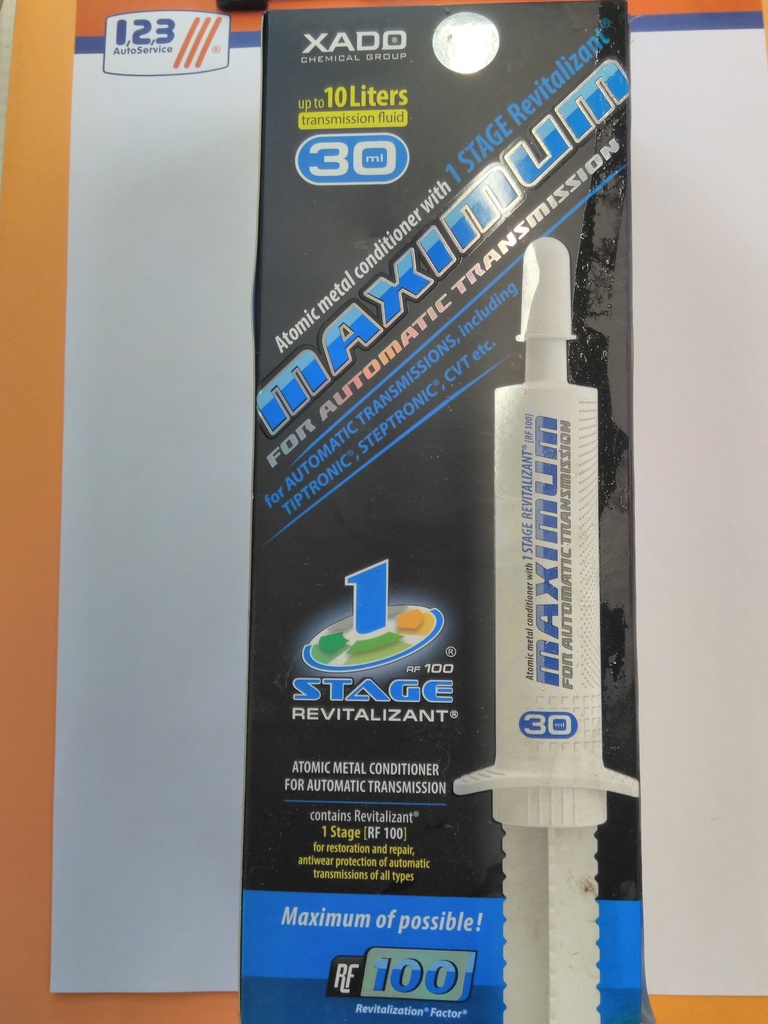 1,2,3
AutoService
®
XADO
CHEMICAL GROUP
up to 10 Liters
transmission fluid
30 ml
Atomic metal conditioner with 1 STAGE Revitalizant®
MAXIMUM
FOR AUTOMATIC TRANSMISSION
for AUTOMATIC TRANSMISSIONS, including
TIPTRONIC®, STEPTRONIC®, CVT etc.
Atomic metal conditioner with 1 STAGE REVITALIZANT® [RF100]
MAXIMUM
FOR AUTOMATIC TRANSMISSION
30 ml
1
®
RF 100
STAGE
REVITALIZANT®
ATOMIC METAL CONDITIONER
FOR AUTOMATIC TRANSMISSION
contains Revitalizant®
1 Stage [RF 100]
for restoration and repair,
antiwear protection of automatic
transmissions of all types
Maximum of possible!
RF 100
Revitalization® Factor®